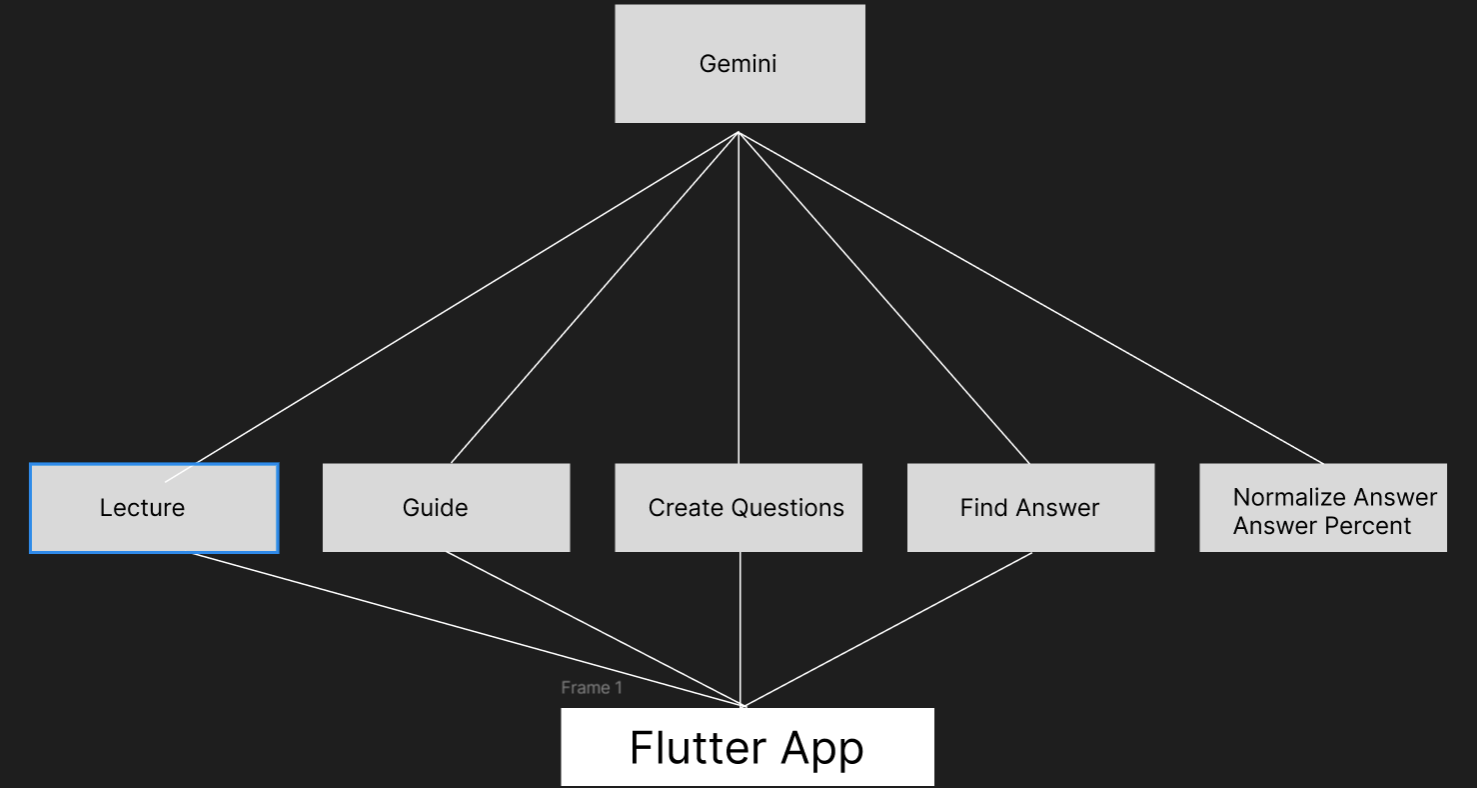 Gemini
Lecture
Guide
Create Questions
Find Answer
Normalize Answer
Answer Percent
Frame 1
Flutter App